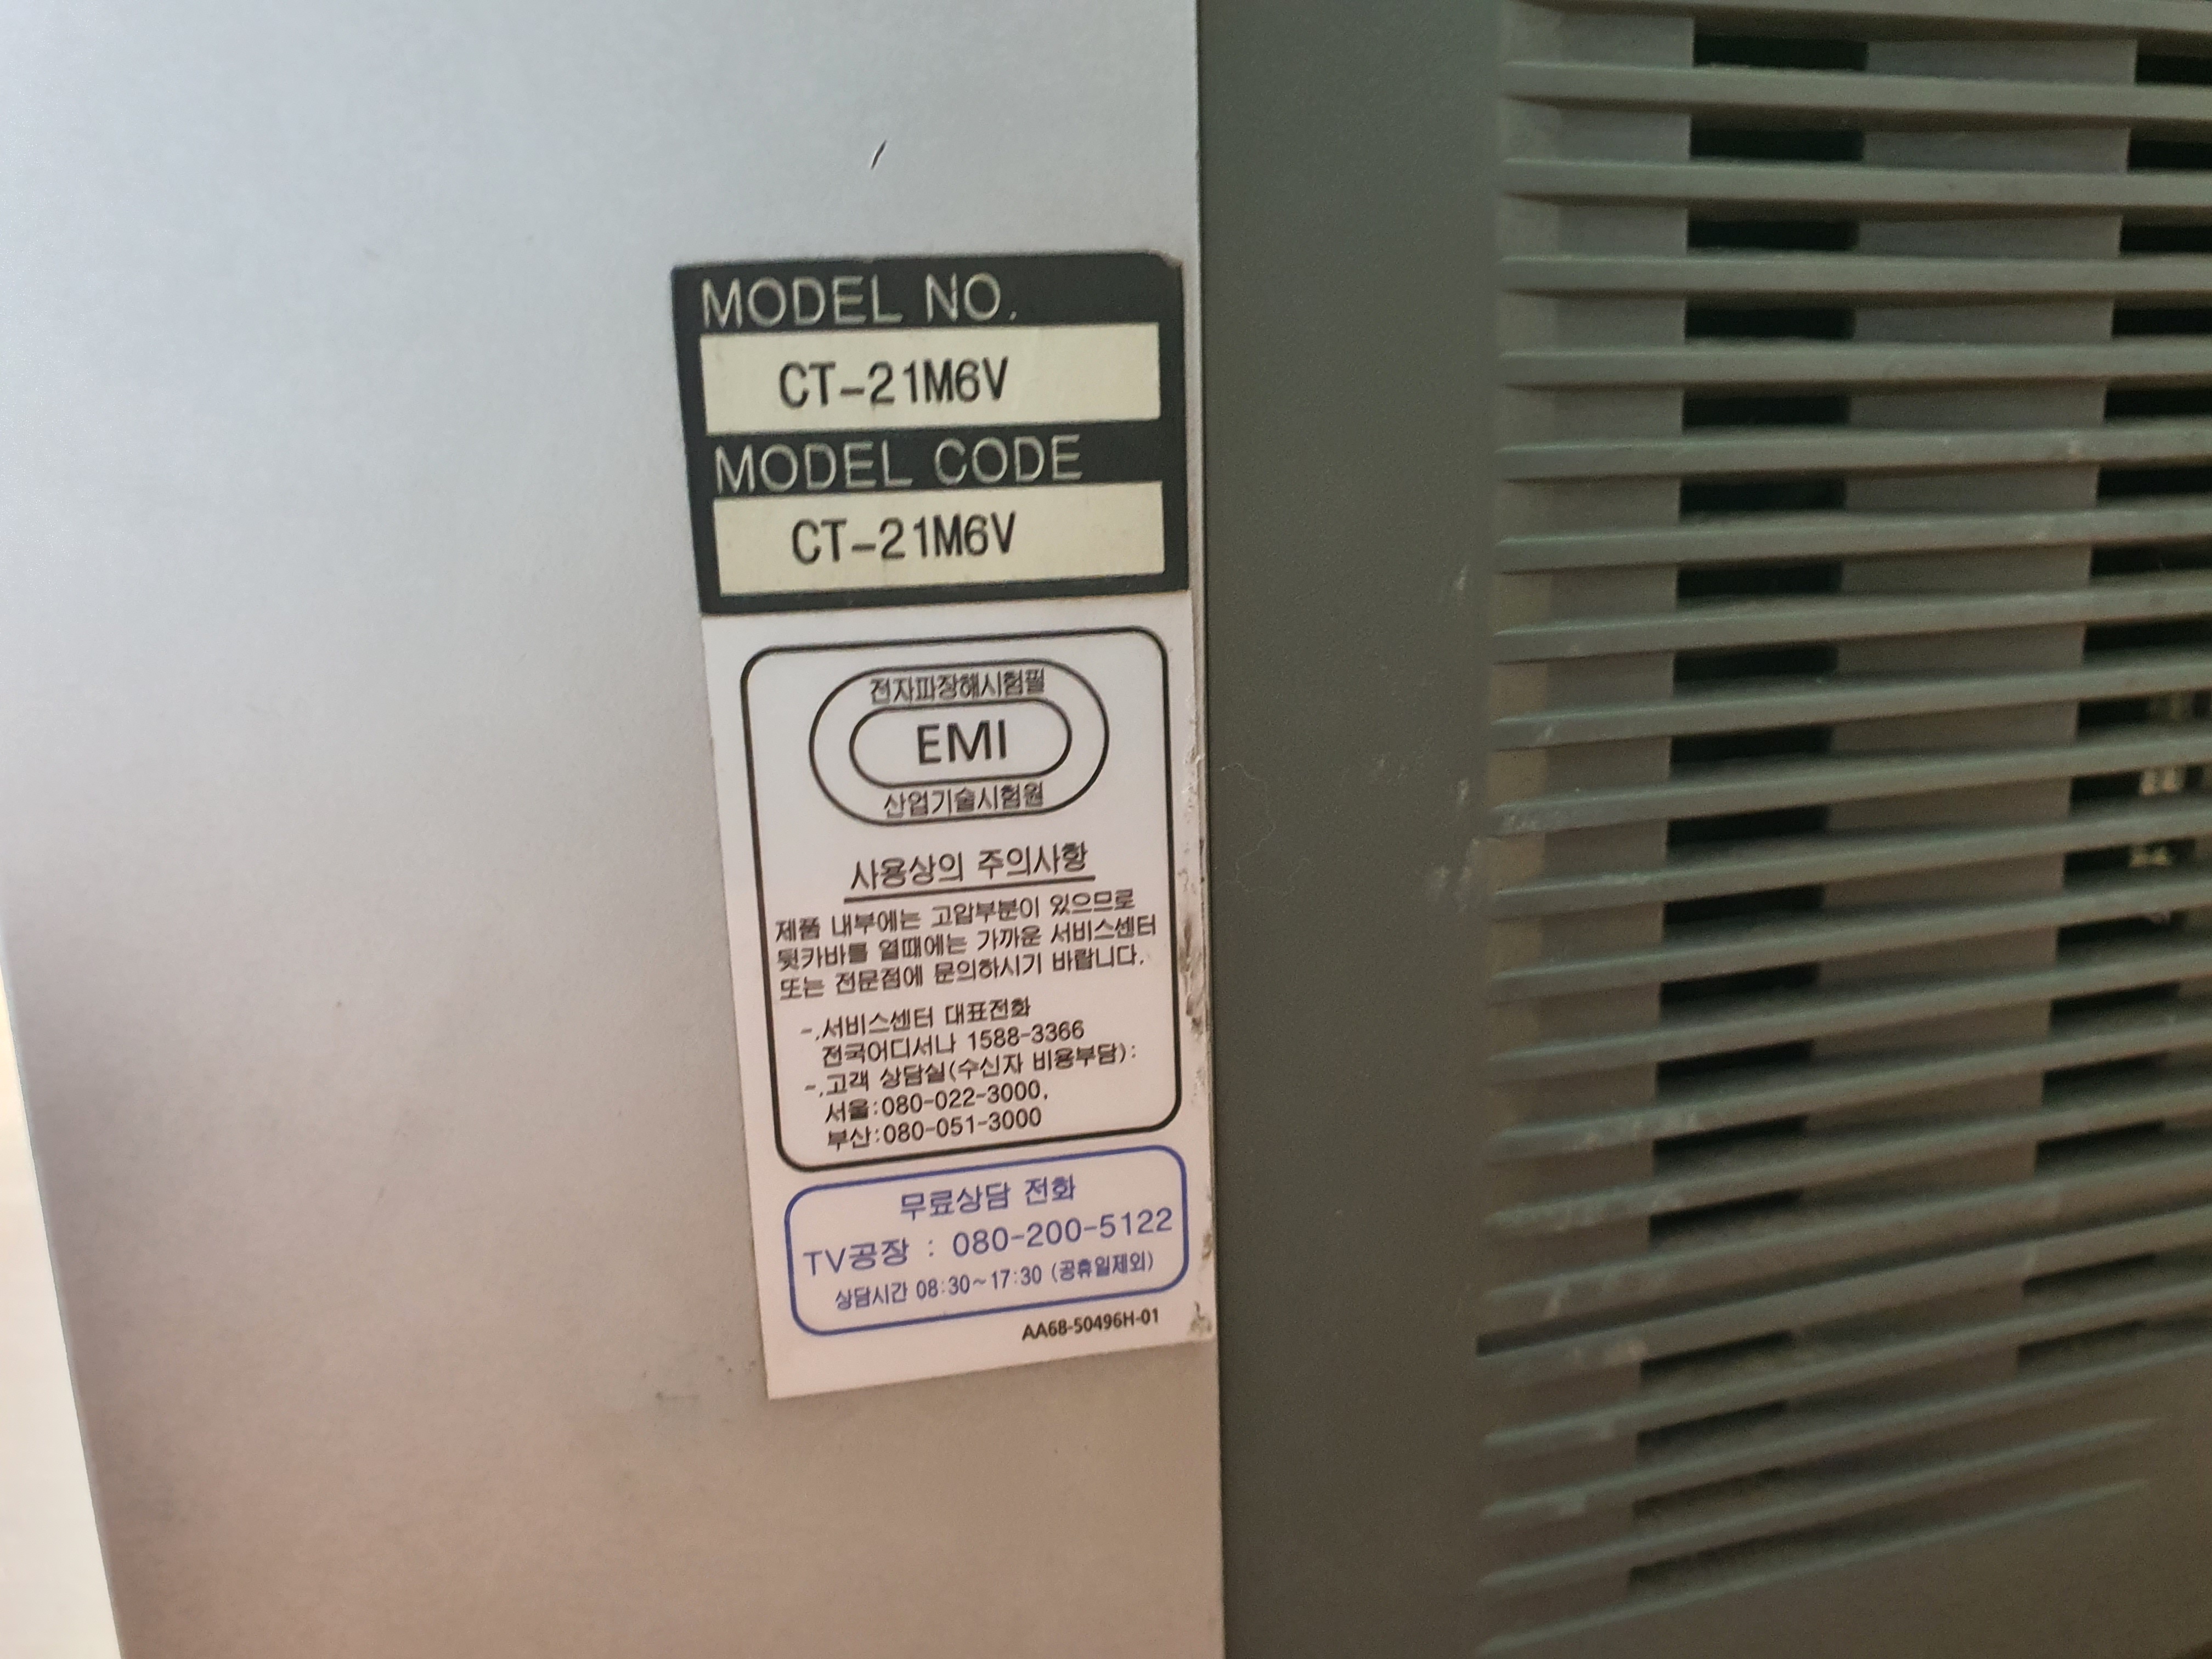 MODEL NO.
CT-21M6V
MODEL CODE
CT-21M6V
전자파장해시험필
EMI
산업기술시험원
사용상의 주의사항
제품 내부에는 고압부분이 있으므로
뒷카바를 열때에는 가까운 서비스센터
또는 전문점에 문의하시기 바랍니다.
-.서비스센터 대표전화
전국어디서나 1588-3366
-.고객 상담실(수신자 비용부담):
서울:080-022-3000,
부산:080-051-3000
무료상담 전화
TV공장 : 080-200-5122
상담시간 08:30~17:30 (공휴일제외)
AA68-50496H-01